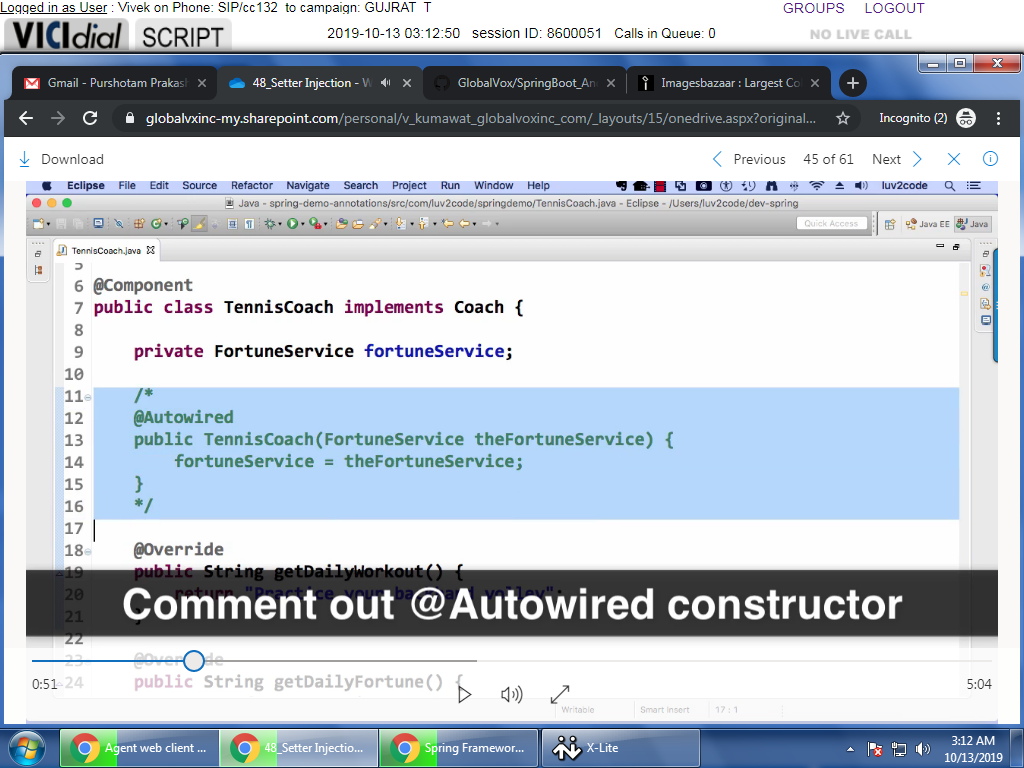 Logged in as User : Vivek on Phone: SIP/cc132 to campaign: GUJRAT_T
GROUPS LOGOUT
VICIdial SCRIPT
2019-10-13 03:12:50 session ID: 8600051 Calls in Queue: 0
NO LIVE CALL
Gmail - Purshotam Prakas
48_Setter Injection - W
GlobalVox/SpringBoot_An
Imagesbazaar : Largest Co
globalvxinc-my.sharepoint.com/personal/v_kumawat_globalvoxinc_com/_layouts/15/onedrive.aspx?original...
Incognito (2)
Download
Previous 45 of 61 Next
Eclipse File Edit Source Refactor Navigate Search Project Run Window Help
luv2code
Java - spring-demo-annotations/src/com/luv2code/springdemo/TennisCoach.java - Eclipse - /Users/luv2code/dev-spring
Quick Access
Java EE
Java
TennisCoach.java
5
6 @Component
7 public class TennisCoach implements Coach {
8
9 private FortuneService fortuneService;
10
11 /*
12 @Autowired
13 public TennisCoach(FortuneService theFortuneService) {
14 fortuneService = theFortuneService;
15 }
16 */
17
18 @Override
19 public String getDailyWorkout() {
20 return "Practice your backhand volley";
21 }
Comment out @Autowired constructor
22
23 @Override
24 public String getDailyFortune() {
0:51
5:04
Writable Smart Insert 17 : 1
Agent web client ...
48_Setter Injectio...
Spring Framewor...
X-Lite
3:12 AM
10/13/2019